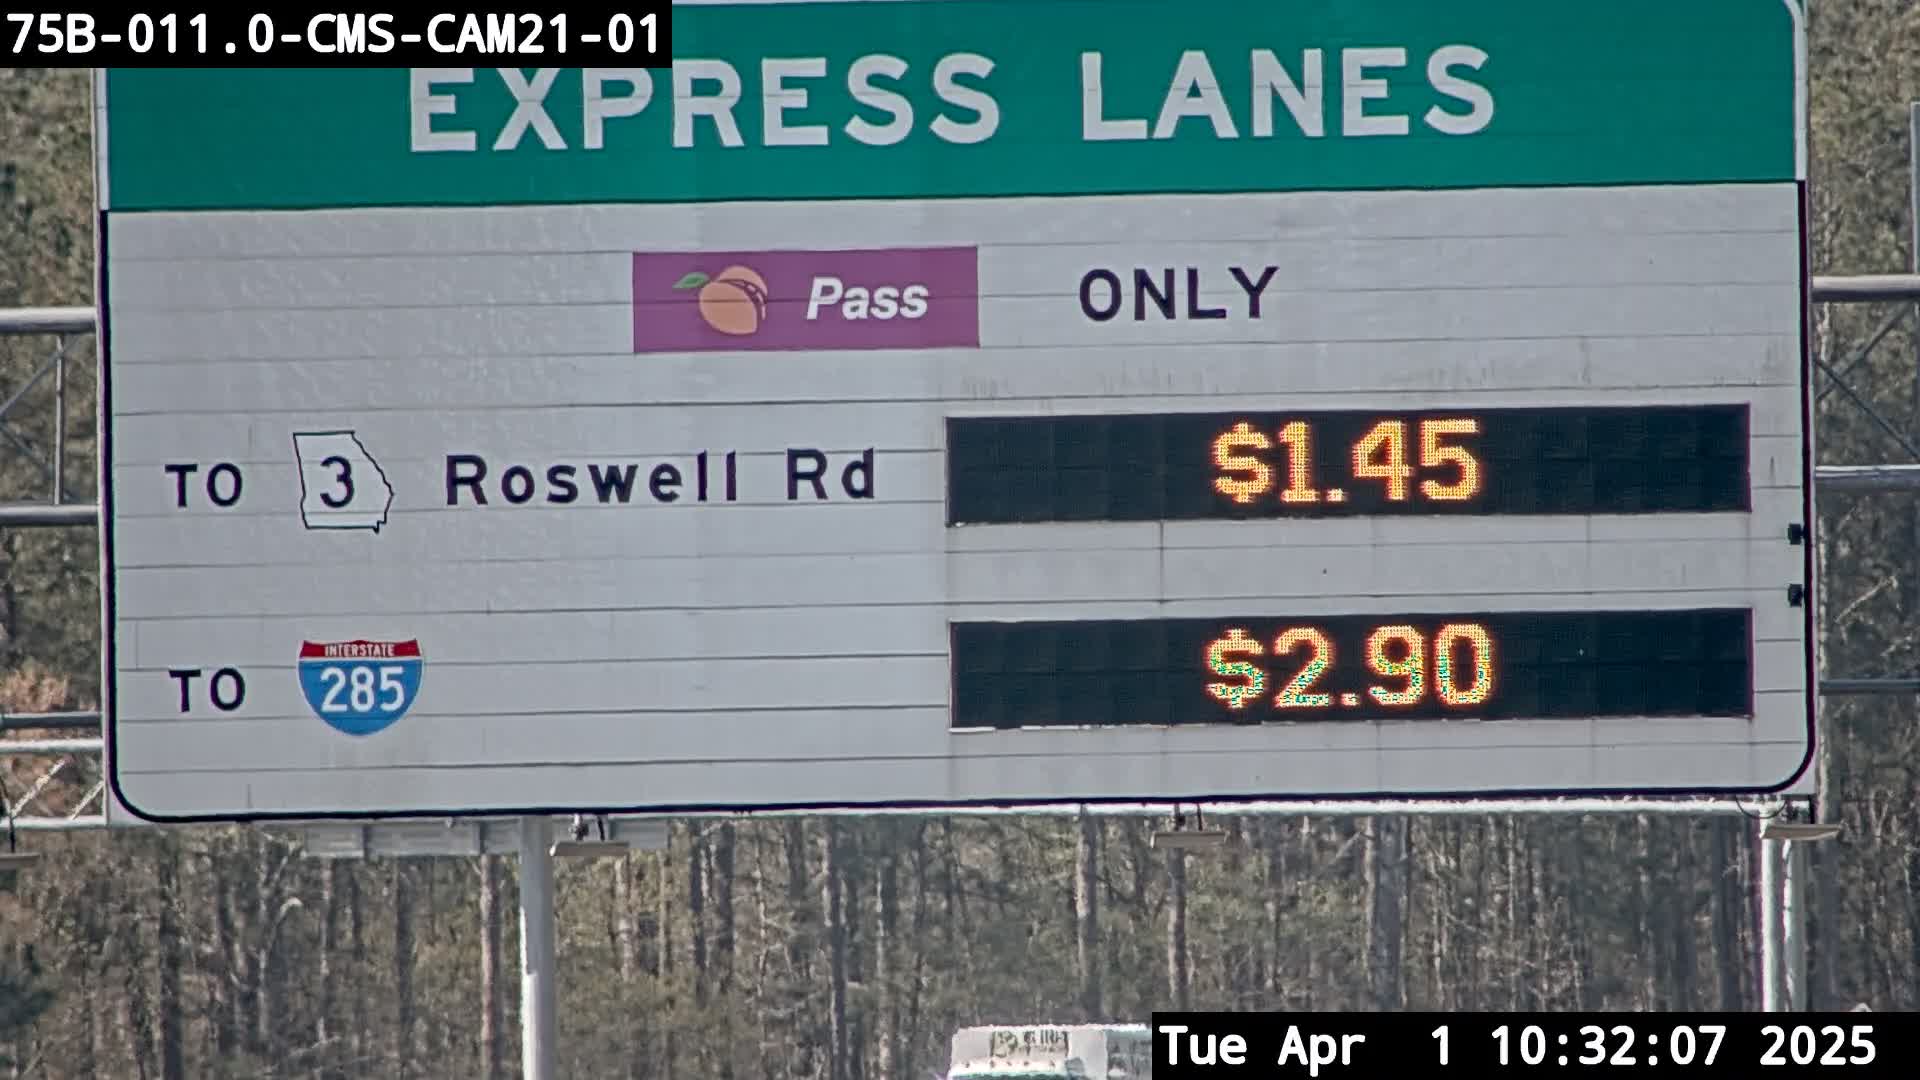 75B-011.0-CMS-CAM21-01
EXPRESS LANES
Pass ONLY
TO 3 Roswell Rd $1.45
TO INTERSTATE 285 $2.90
Tue Apr 1 10:32:07 2025